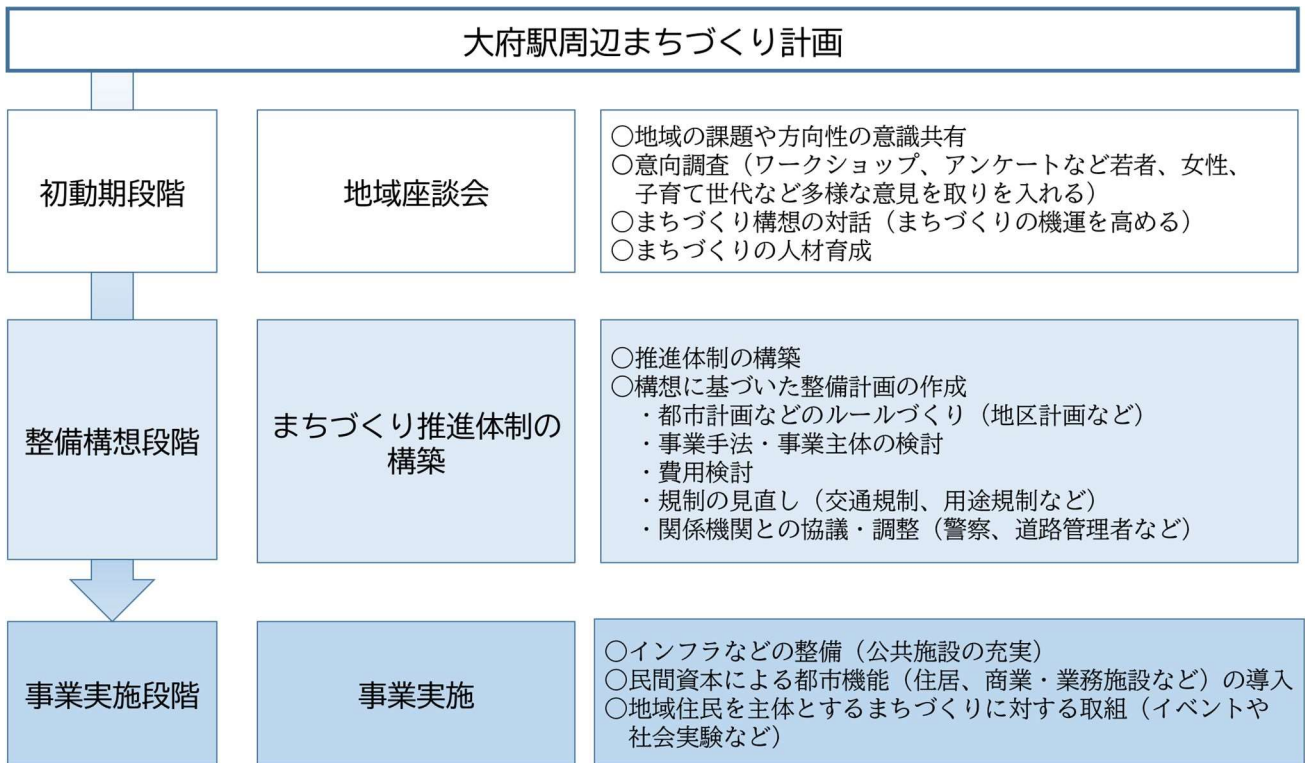 大府駅周辺まちづくり計画
初動期段階
地域座談会
○地域の課題や方向性の意識共有
○意向調査（ワークショップ、アンケートなど若者、女性、
子育て世代など多様な意見を取りを入れる）
○まちづくり構想の対話（まちづくりの機運を高める）
○まちづくりの人材育成
整備構想段階
まちづくり推進体制の
構築
○推進体制の構築
○構想に基づいた整備計画の作成
・都市計画などのルールづくり（地区計画など）
・事業手法・事業主体の検討
・費用検討
・規制の見直し（交通規制、用途規制など）
・関係機関との協議・調整（警察、道路管理者など）
事業実施段階
事業実施
○インフラなどの整備（公共施設の充実）
○民間資本による都市機能（住居、商業・業務施設など）の導入
○地域住民を主体とするまちづくりに対する取組（イベントや
社会実験など）